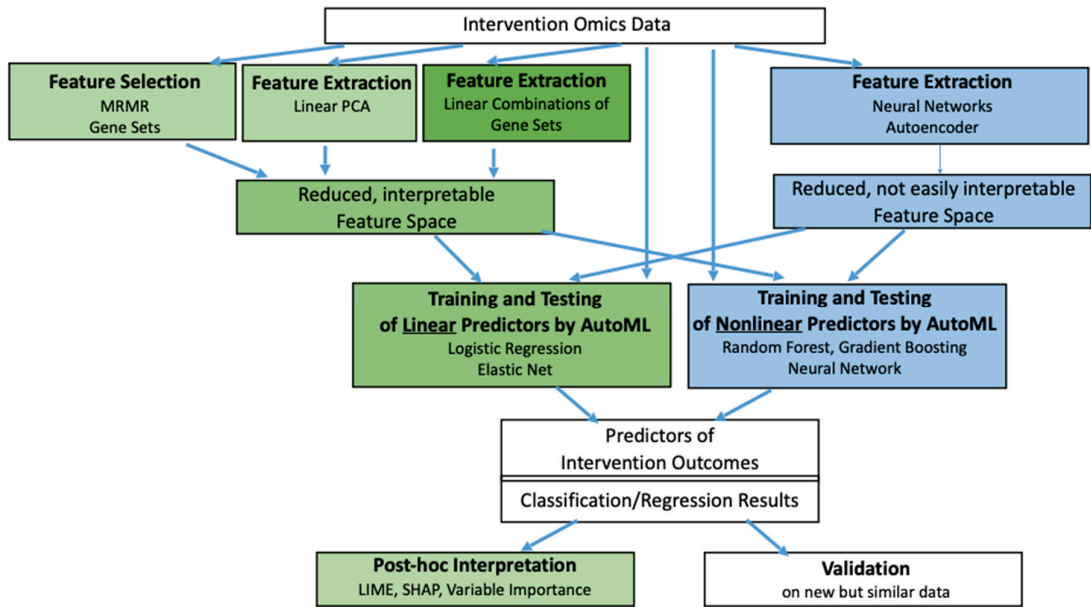 Intervention Omics Data
Feature Selection
MRMR
Gene Sets
Feature Extraction
Linear PCA
Feature Extraction
Linear Combinations of
Gene Sets
Feature Extraction
Neural Networks
Autoencoder
Reduced, interpretable
Feature Space
Reduced, not easily interpretable
Feature Space
Training and Testing
of Linear Predictors by AutoML
Logistic Regression
Elastic Net
Training and Testing
of Nonlinear Predictors by AutoML
Random Forest, Gradient Boosting
Neural Network
Predictors of
Intervention Outcomes
Classification/Regression Results
Post-hoc Interpretation
LIME, SHAP, Variable Importance
Validation
on new but similar data